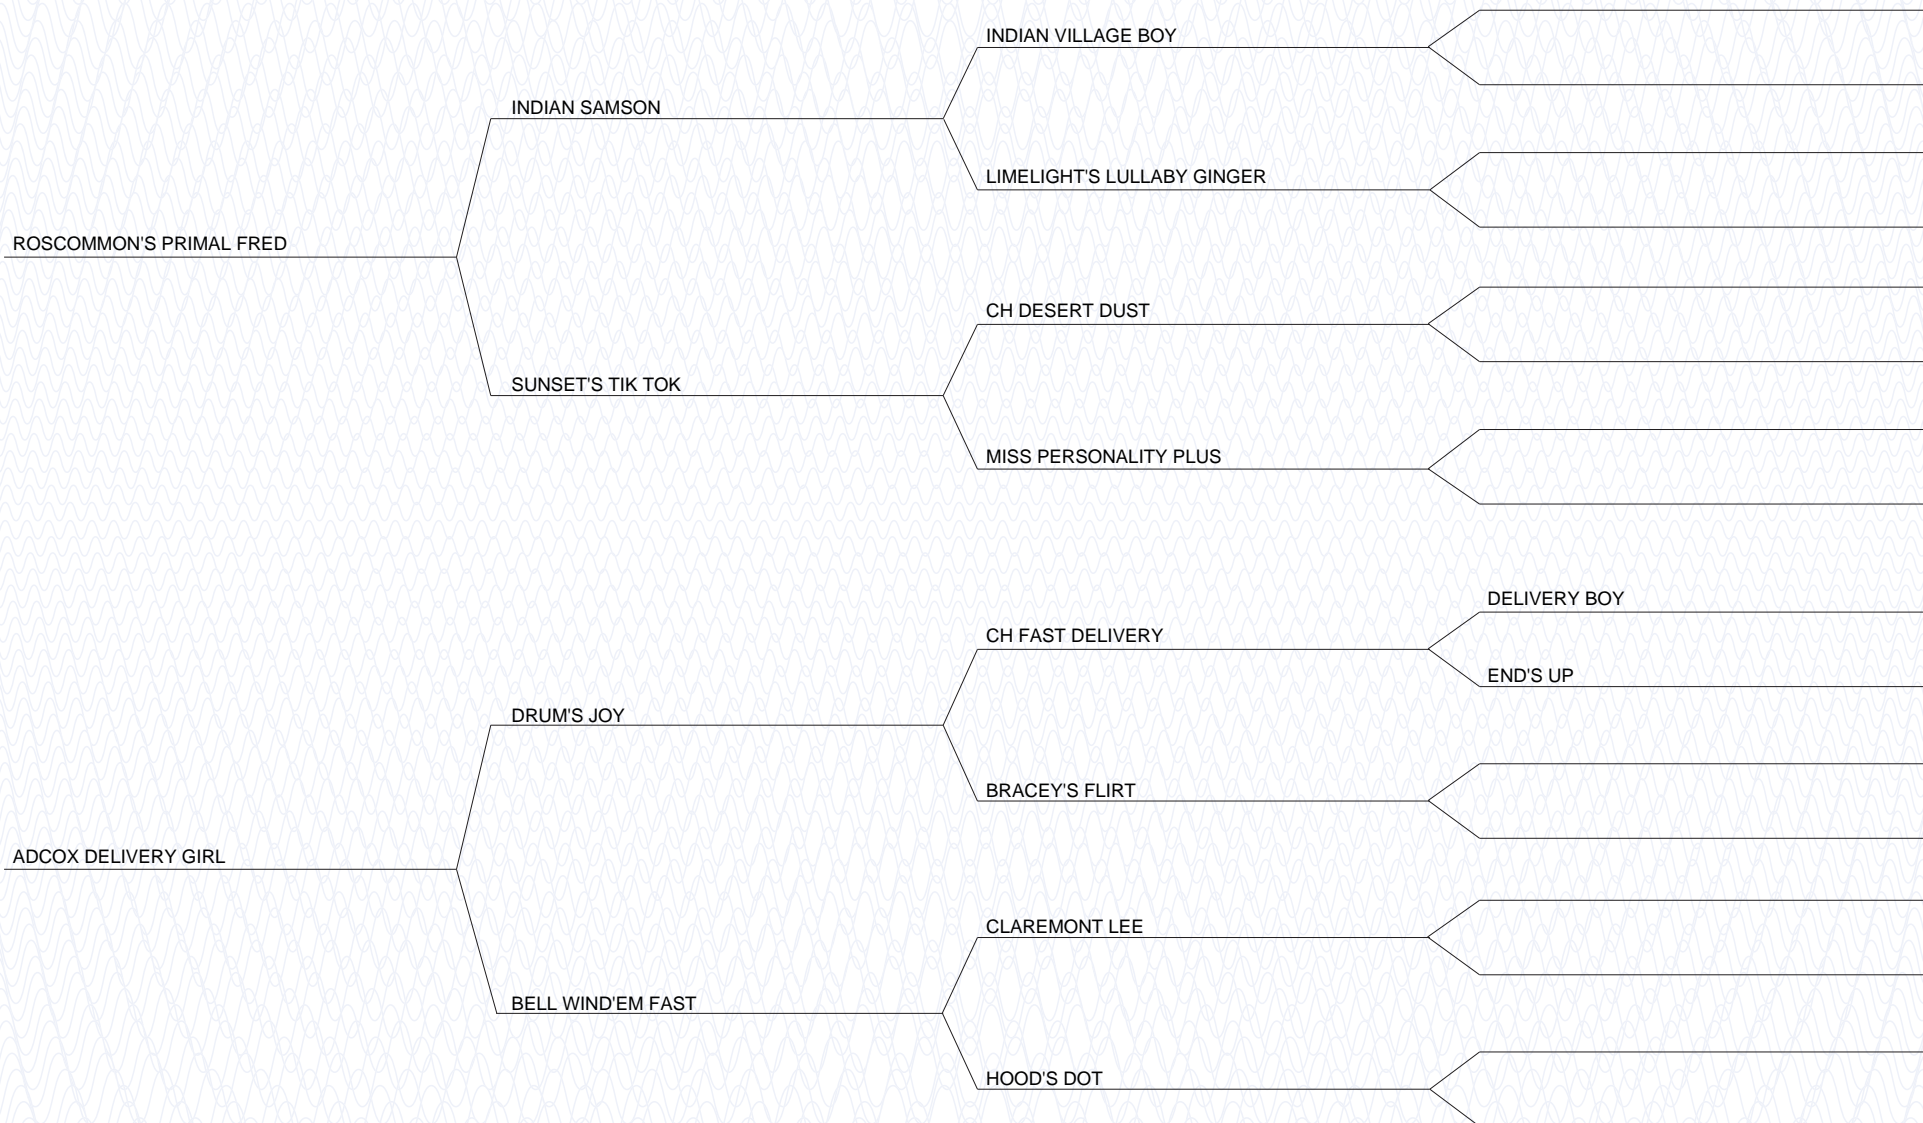 INDIAN VILLAGE BOY
INDIAN SAMSON
LIMELIGHT'S LULLABY GINGER
ROSCOMMON'S PRIMAL FRED
CH DESERT DUST
SUNSET'S TIK TOK
MISS PERSONALITY PLUS
DELIVERY BOY
CH FAST DELIVERY
END'S UP
DRUM'S JOY
BRACEY'S FLIRT
ADCOX DELIVERY GIRL
CLAREMONT LEE
BELL WIND'EM FAST
HOOD'S DOT